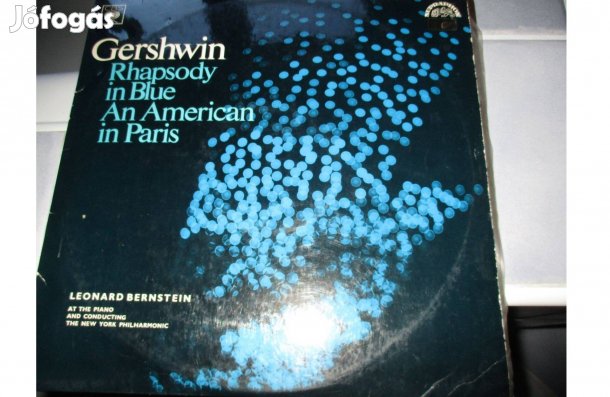 Jófogás
Gershwin
Rhapsody
in Blue
An American
in Paris
SUPRAPHON
LEONARD BERNSTEIN
AT THE PIANO
AND CONDUCTING
THE NEW YORK PHILHARMONIC